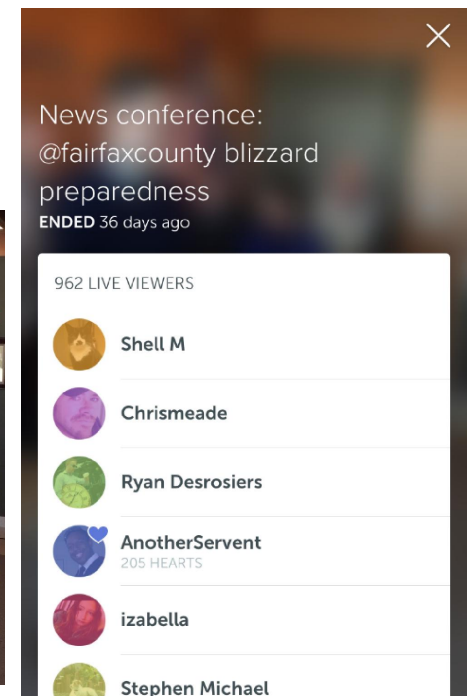 News conference:
@fairfaxcounty blizzard
preparedness
ENDED 36 days ago
962 LIVE VIEWERS
Shell M
Chrismeade
Ryan Desrosiers
AnotherServent
205 HEARTS
izabella
Stephen Michael